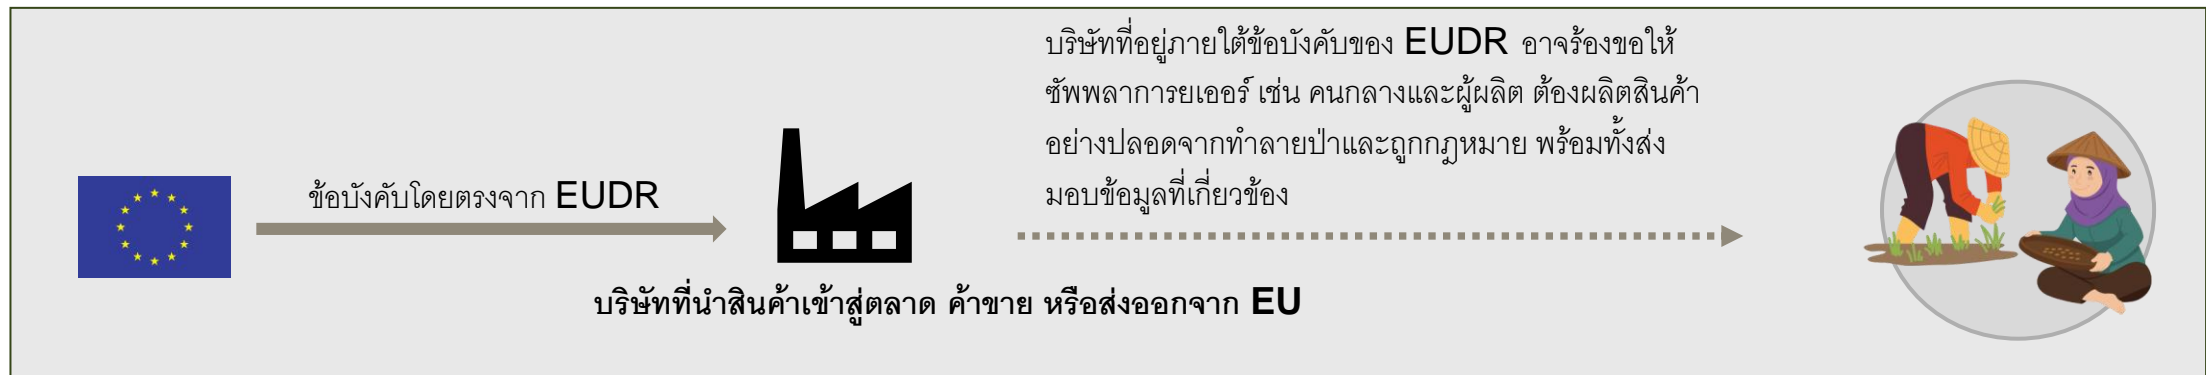 บริษัทที่อยู่ภายใต้ข้อบังคับของ EUDR อาจร้องขอให้
ซัพพลาการยเออร์ เช่น คนกลางและผู้ผลิต ต้องผลิตสินค้า
อย่างปลอดจากทำลายป่าและถูกกฎหมาย พร้อมทั้งส่ง
มอบข้อมูลที่เกี่ยวข้อง
ข้อบังคับโดยตรงจาก EUDR
บริษัทที่นำสินค้าเข้าสู่ตลาด ค้าขาย หรือส่งออกจาก EU